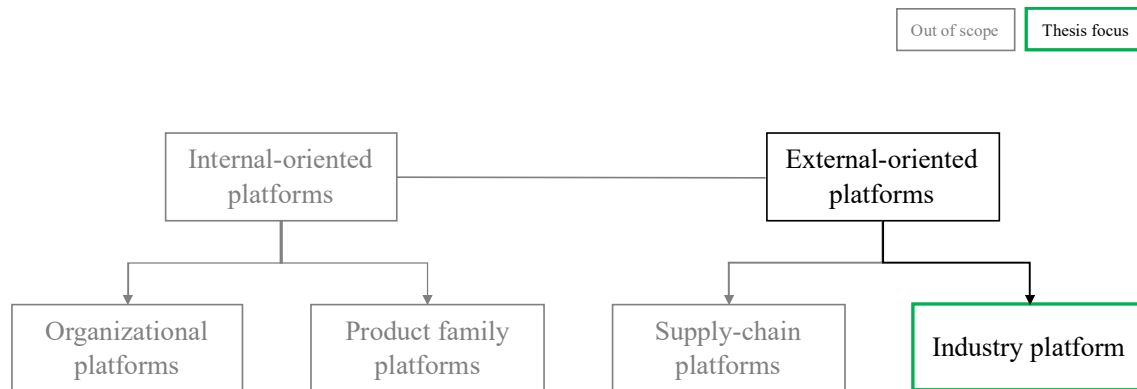 Out of scope
Thesis focus
Internal-oriented
platforms
External-oriented
platforms
Organizational
platforms
Product family
platforms
Supply-chain
platforms
Industry platform